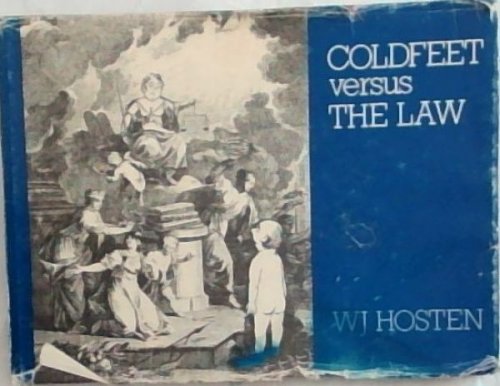 COLDFEET
versus
THE LAW
WJ HOSTEN